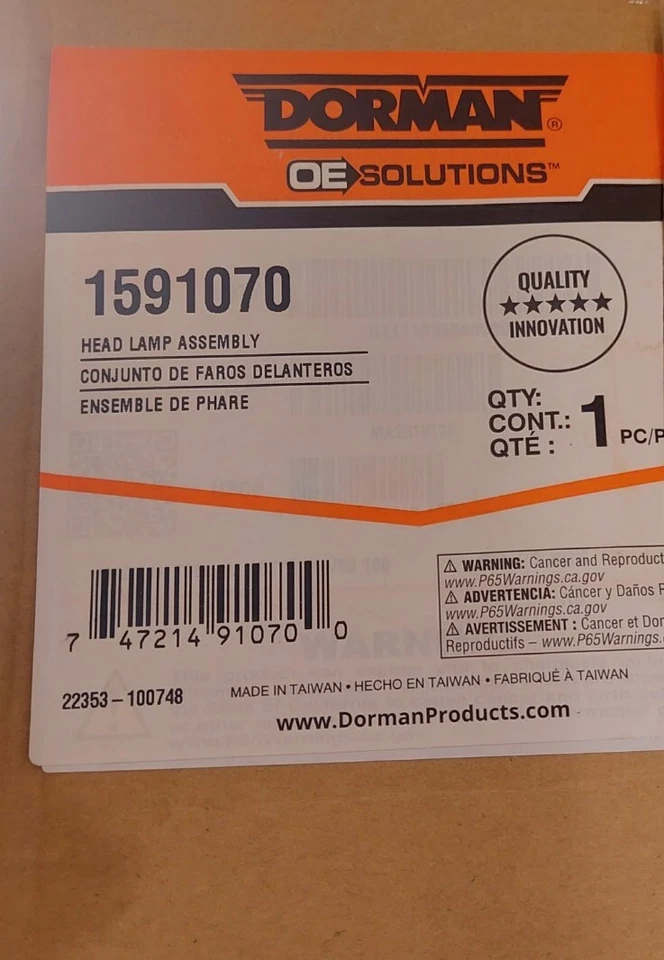 DORMAN®
OE SOLUTIONS™
1591070
HEAD LAMP ASSEMBLY
CONJUNTO DE FAROS DELANTEROS
ENSEMBLE DE PHARE
QUALITY
★★★★★
INNOVATION
QTY:
CONT.:
QTÉ :
1 PC/P
⚠ WARNING: Cancer and Reproduct
www.P65Warnings.ca.gov
⚠ ADVERTENCIA: Cáncer y Daños
www.P65Warnings.ca.gov
⚠ AVERTISSEMENT : Cancer et Dor
Reproductifs – www.P65Warnings.
7 47214 91070 0
22353–100748
MADE IN TAIWAN • HECHO EN TAIWAN • FABRIQUÉ À TAIWAN
www.DormanProducts.com